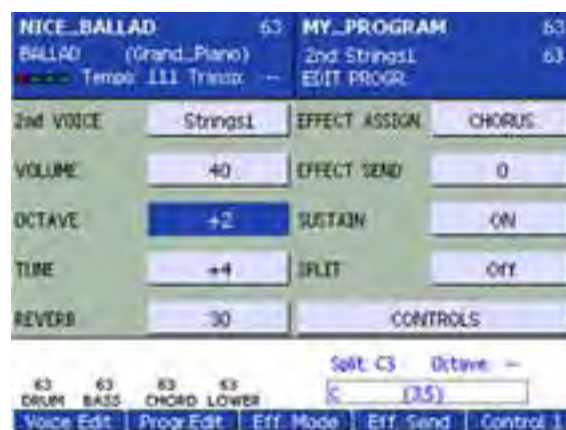 NICE_BALLAD 63 MY_PROGRAM 63
BALLAD (Grand_Piano) 2nd Strings1 63
Tempo 111 Transp -- EDIT PROGR.
2nd VOICE Strings1 EFFECT ASSIGN CHORUS
VOLUME 40 EFFECT SEND 0
OCTAVE +2 SUSTAIN ON
TUNE +4 SPLIT Off
REVERB 30 CONTROLS
Split: C3 Octave: --
63 63 63 63 C (35)
DRUM BASS CHORD LOWER
Voice Edit Progr Edit Eff Mode Eff Send Control 1